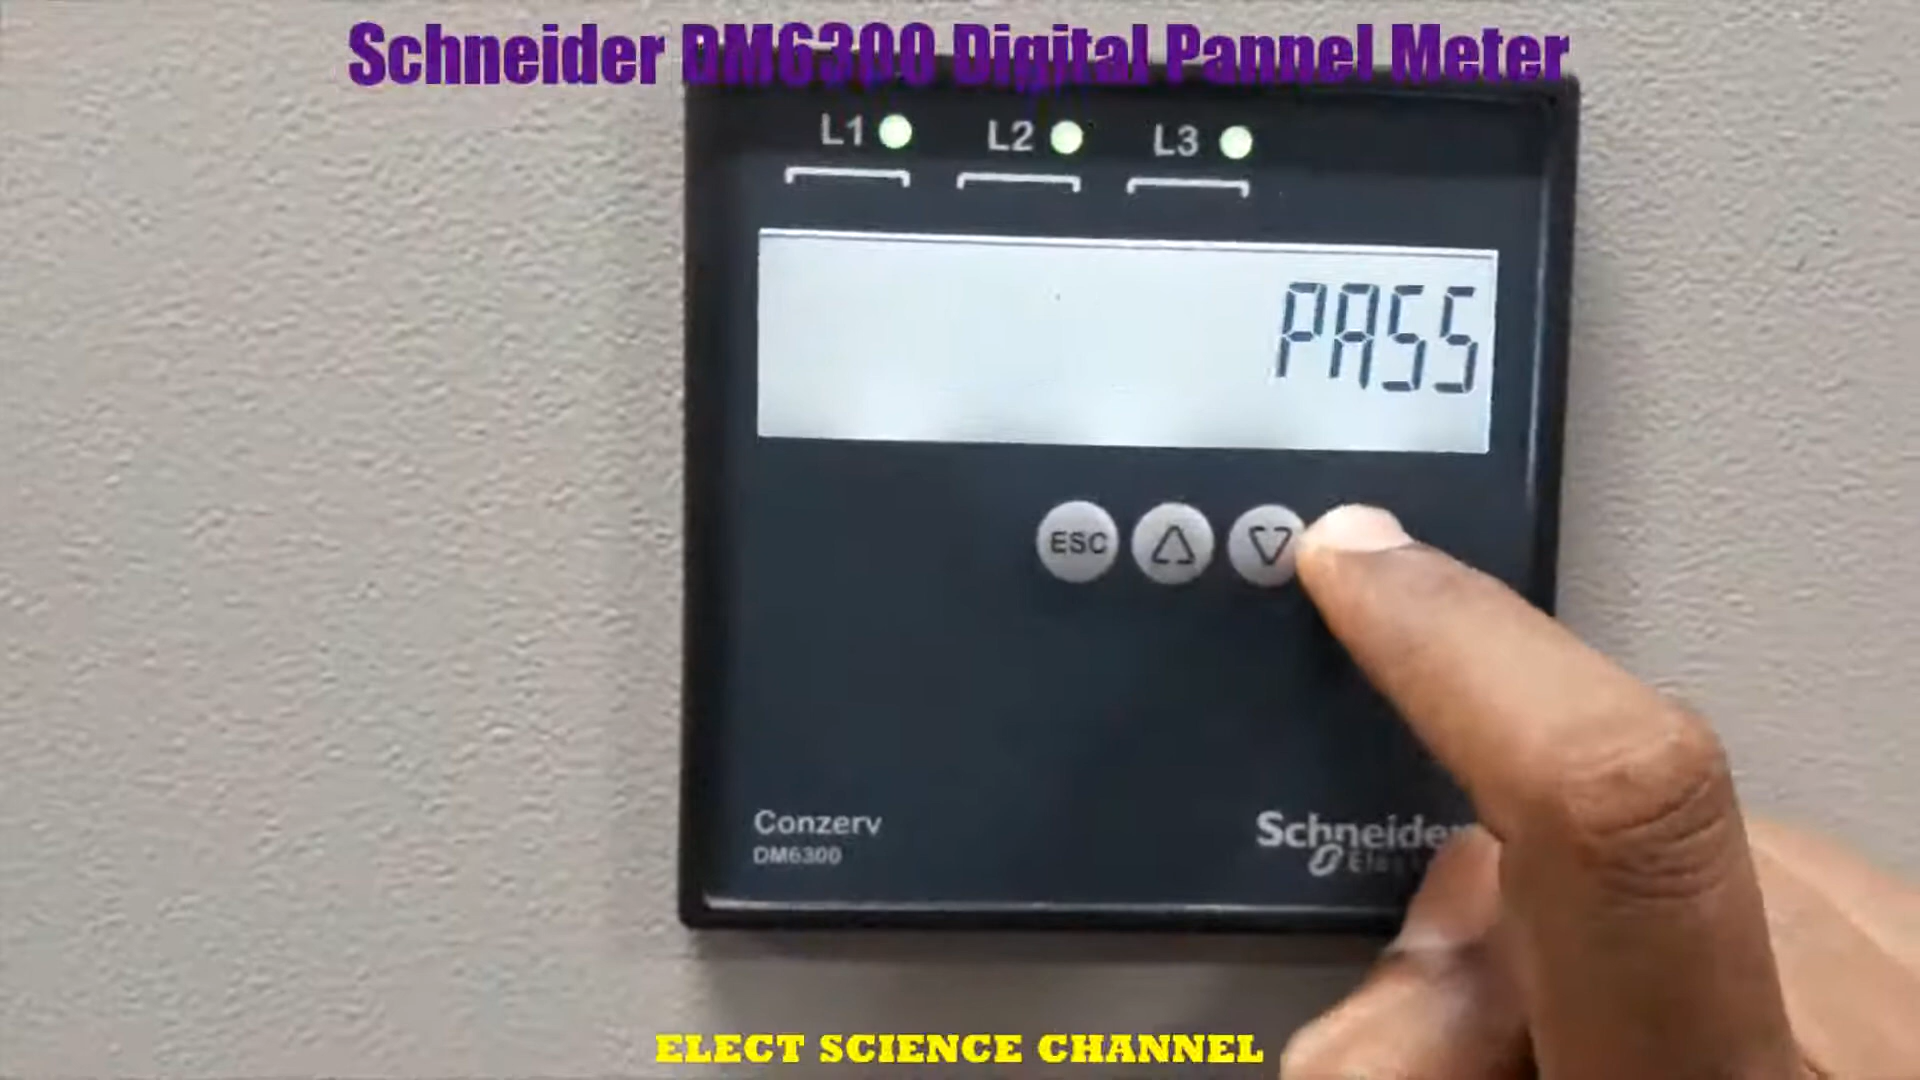 Schneider DM6300 Digital Pannel Meter
L1 L2 L3
PASS
ESC
Conzerv
DM6300
Schneider
ELECT SCIENCE CHANNEL